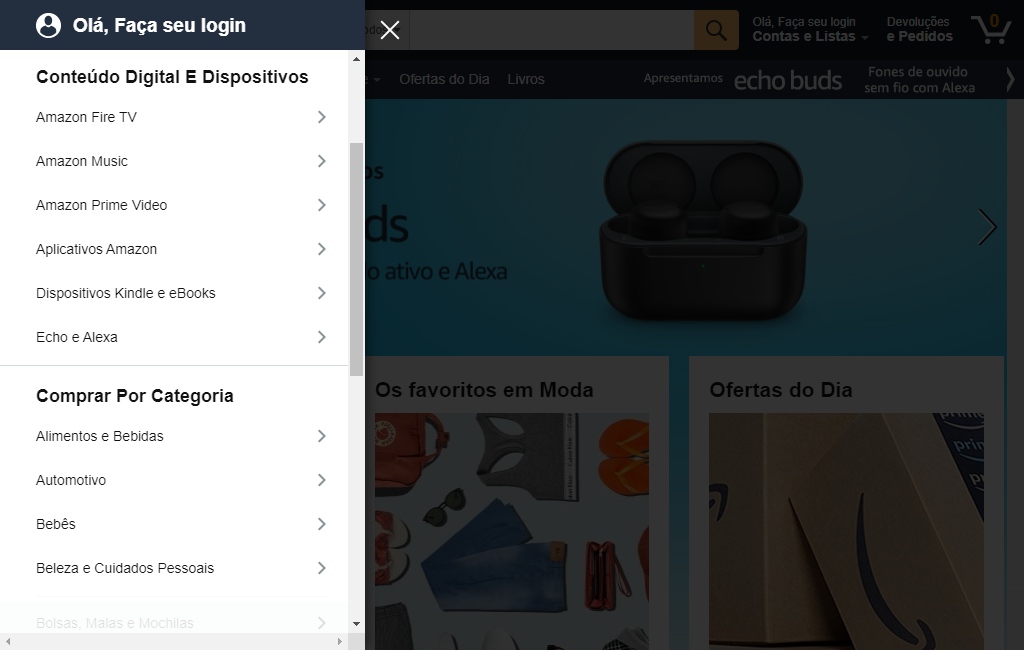 Olá, Faça seu login
Conteúdo Digital E Dispositivos
Amazon Fire TV
Amazon Music
Amazon Prime Video
Aplicativos Amazon
Dispositivos Kindle e eBooks
Echo e Alexa
Comprar Por Categoria
Alimentos e Bebidas
Automotivo
Bebês
Beleza e Cuidados Pessoais
Bolsas, Malas e Mochilas
Olá, Faça seu login
Contas e Listas
Devoluções
e Pedidos
0
Ofertas do Dia
Livros
Apresentamos
echo buds
Fones de ouvido
sem fio com Alexa
os
ds
o ativo e Alexa
Os favoritos em Moda
Ofertas do Dia
prime
prim